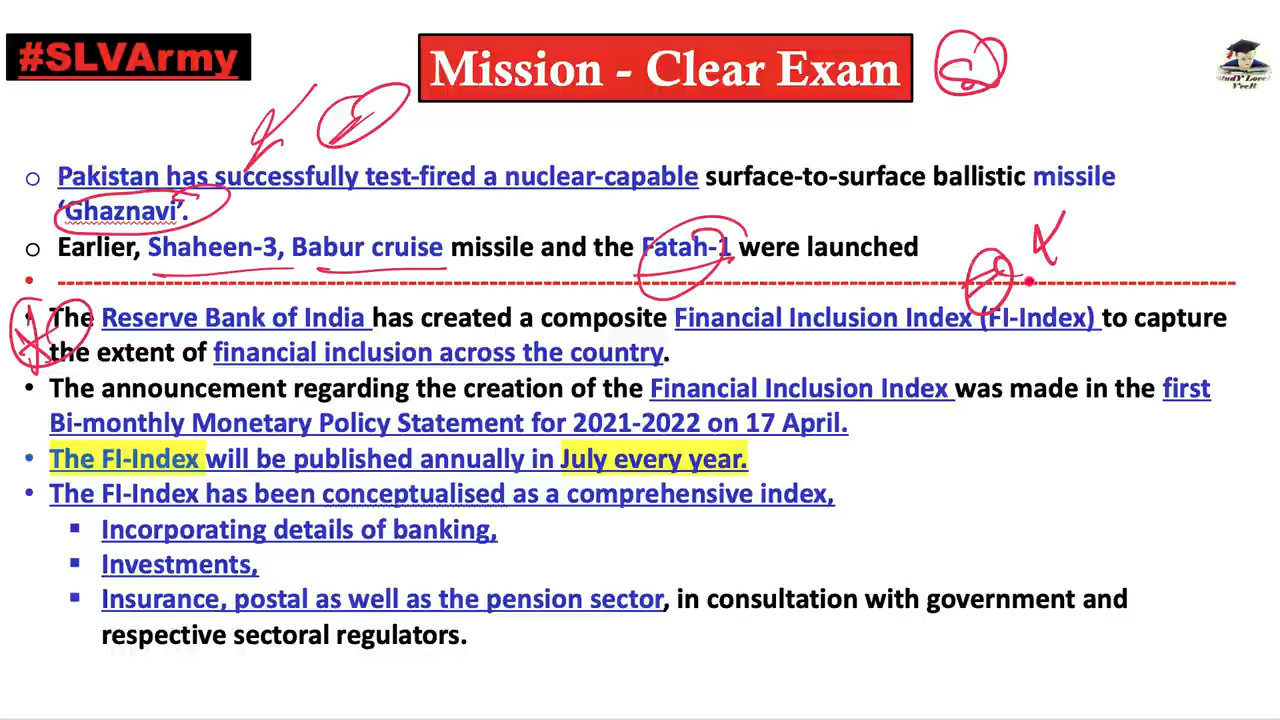 #SLVArmy
Mission - Clear Exam
StudY LoveR
VeeR
Pakistan has successfully test-fired a nuclear-capable surface-to-surface ballistic missile
‘Ghaznavi’.
Earlier, Shaheen-3, Babur cruise missile and the Fatah-1 were launched
The Reserve Bank of India has created a composite Financial Inclusion Index (FI-Index) to capture
the extent of financial inclusion across the country.
The announcement regarding the creation of the Financial Inclusion Index was made in the first
Bi-monthly Monetary Policy Statement for 2021-2022 on 17 April.
The FI-Index will be published annually in July every year.
The FI-Index has been conceptualised as a comprehensive index,
Incorporating details of banking,
Investments,
Insurance, postal as well as the pension sector, in consultation with government and
respective sectoral regulators.